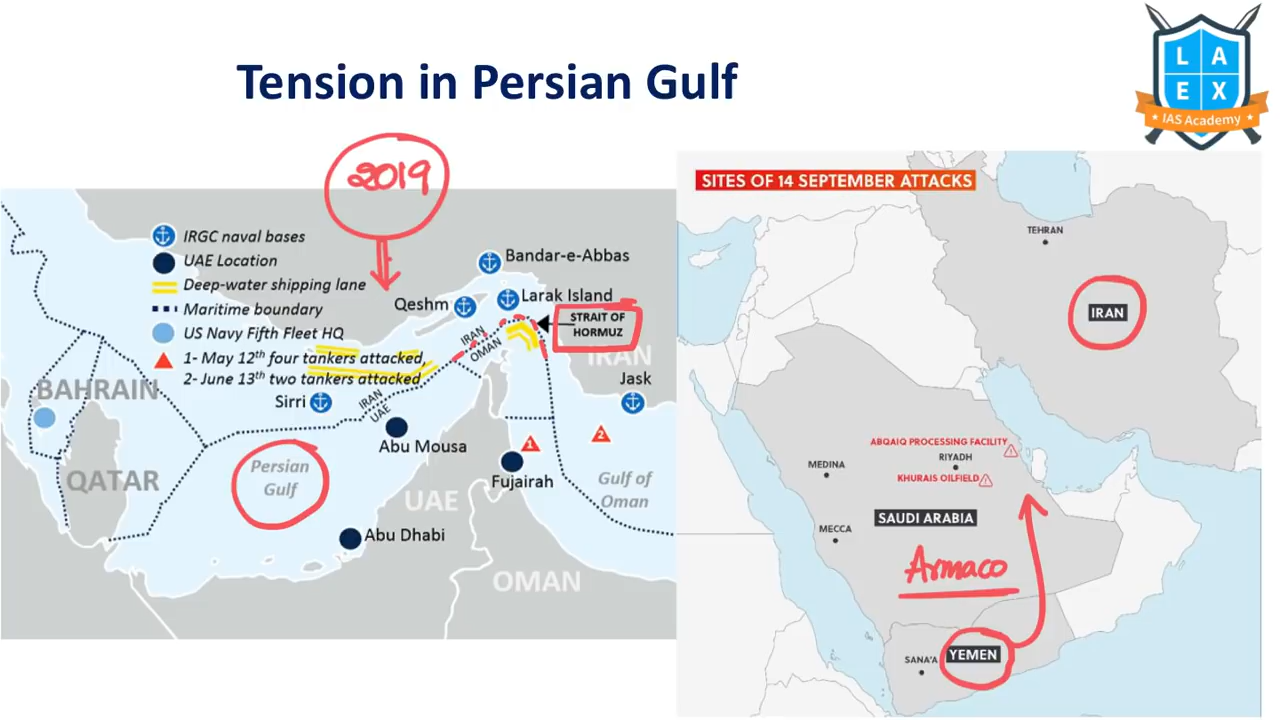 Tension in Persian Gulf
L A
E X
IAS Academy
2019
IRGC naval bases
UAE Location
Deep-water shipping lane
Maritime boundary
US Navy Fifth Fleet HQ
1- May 12th four tankers attacked,
2- June 13th two tankers attacked
Bandar-e-Abbas
Qeshm
Larak Island
STRAIT OF
HORMUZ
IRAN
OMAN
IRAN
Jask
BAHRAIN
Sirri
IRAN
UAE
Abu Mousa
1
2
QATAR
Persian
Gulf
Fujairah
Gulf of
Oman
UAE
Abu Dhabi
OMAN
SITES OF 14 SEPTEMBER ATTACKS
TEHRAN
IRAN
ABQAIQ PROCESSING FACILITY
RIYADH
MEDINA
KHURAIS OILFIELD
SAUDI ARABIA
MECCA
Armaco
SANA'A
YEMEN